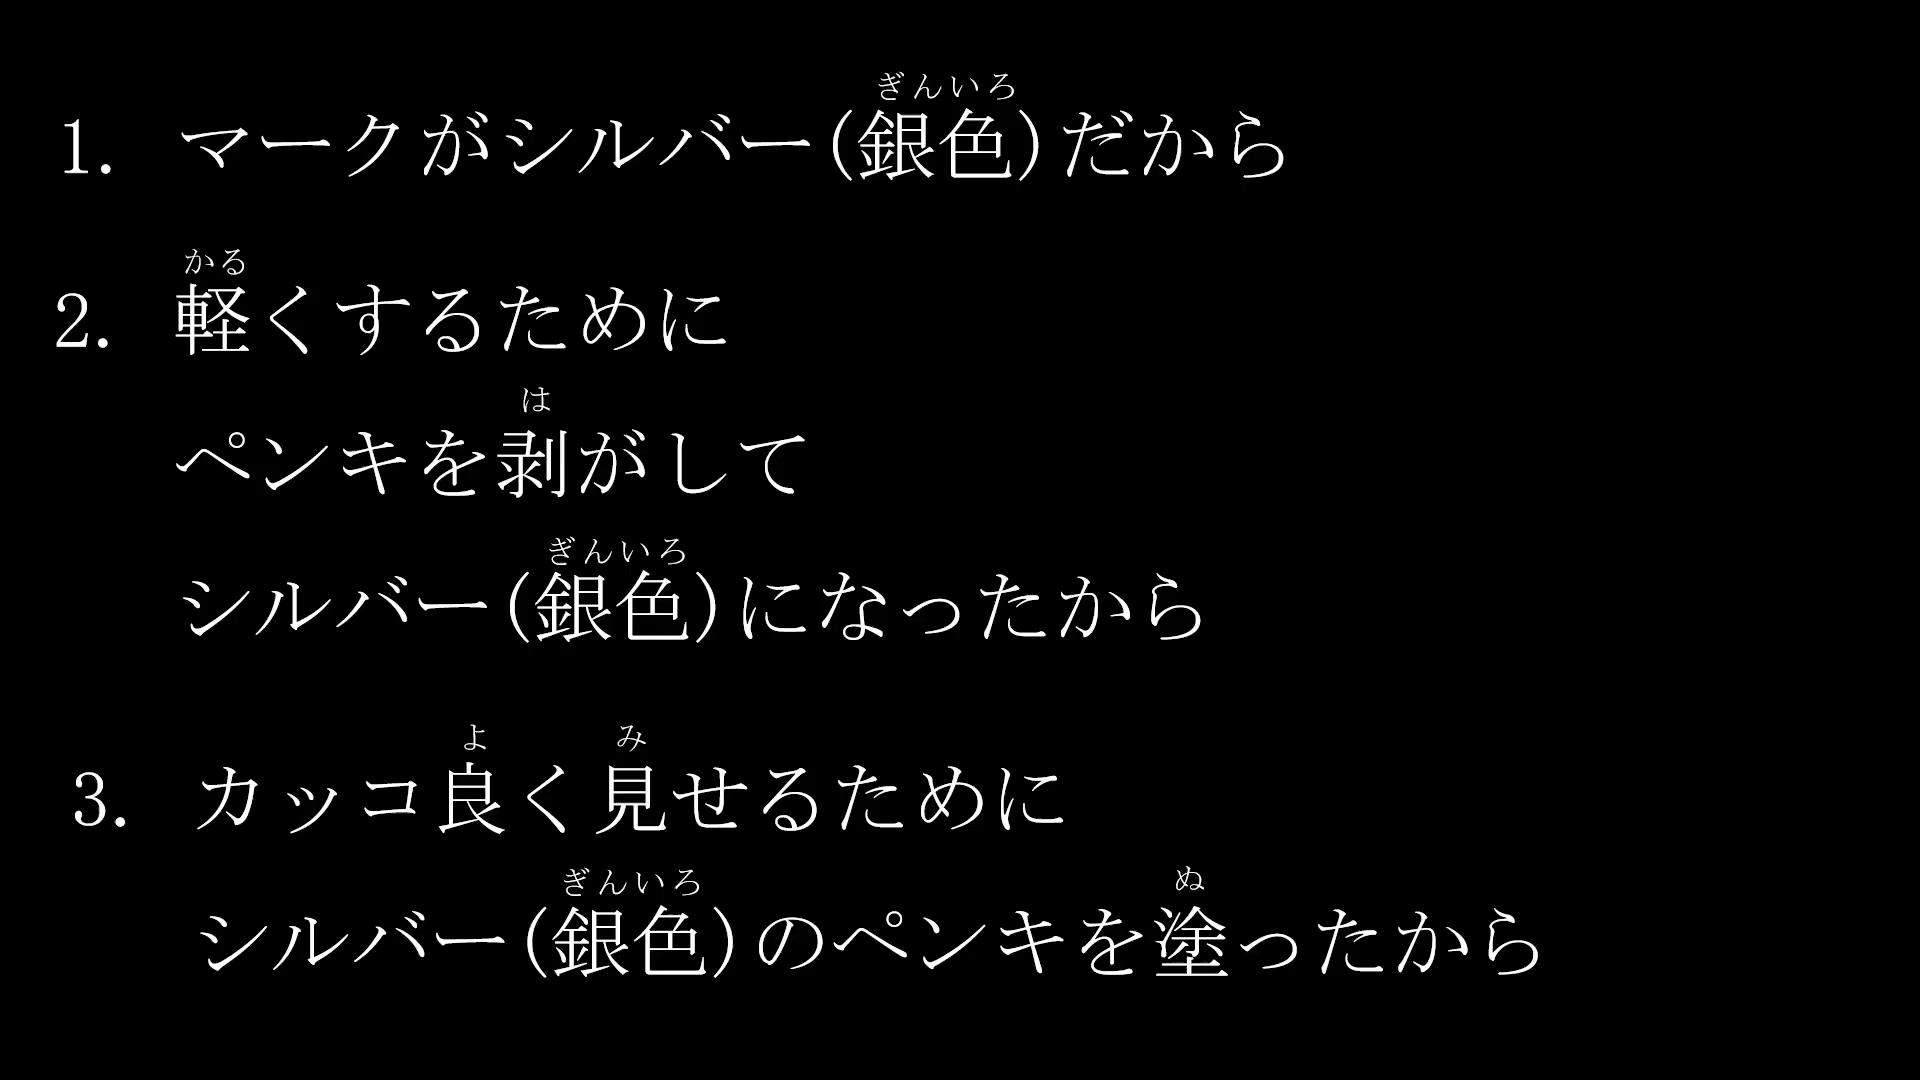 ぎんいろ
1. マークがシルバー(銀色)だから
かる
2. 軽くするために
は
ペンキを剥がして
ぎんいろ
シルバー(銀色)になったから
よ み
3. カッコ良く見せるために
ぎんいろ ぬ
シルバー(銀色)のペンキを塗ったから